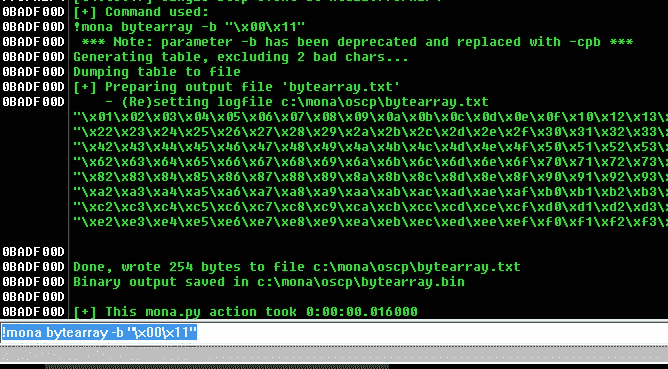 0BADF00D [+] Command used:
0BADF00D !mona bytearray -b "\x00\x11"
0BADF00D  *** Note: parameter -b has been deprecated and replaced with -cpb ***
0BADF00D Generating table, excluding 2 bad chars...
0BADF00D Dumping table to file
0BADF00D [+] Preparing output file 'bytearray.txt'
0BADF00D     - (Re)setting logfile c:\mona\oscp\bytearray.txt
"\x01\x02\x03\x04\x05\x06\x07\x08\x09\x0a\x0b\x0c\x0d\x0e\x0f\x10\x12\x13\
"\x22\x23\x24\x25\x26\x27\x28\x29\x2a\x2b\x2c\x2d\x2e\x2f\x30\x31\x32\x33\
"\x42\x43\x44\x45\x46\x47\x48\x49\x4a\x4b\x4c\x4d\x4e\x4f\x50\x51\x52\x53\
"\x62\x63\x64\x65\x66\x67\x68\x69\x6a\x6b\x6c\x6d\x6e\x6f\x70\x71\x72\x73\
"\x82\x83\x84\x85\x86\x87\x88\x89\x8a\x8b\x8c\x8d\x8e\x8f\x90\x91\x92\x93\
"\xa2\xa3\xa4\xa5\xa6\xa7\xa8\xa9\xaa\xab\xac\xad\xae\xaf\xb0\xb1\xb2\xb3\
"\xc2\xc3\xc4\xc5\xc6\xc7\xc8\xc9\xca\xcb\xcc\xcd\xce\xcf\xd0\xd1\xd2\xd3\
"\xe2\xe3\xe4\xe5\xe6\xe7\xe8\xe9\xea\xeb\xec\xed\xee\xef\xf0\xf1\xf2\xf3\
0BADF00D
0BADF00D Done, wrote 254 bytes to file c:\mona\oscp\bytearray.txt
0BADF00D Binary output saved in c:\mona\oscp\bytearray.bin
0BADF00D
0BADF00D [+] This mona.py action took 0:00:00.016000
!mona bytearray -b "\x00\x11"